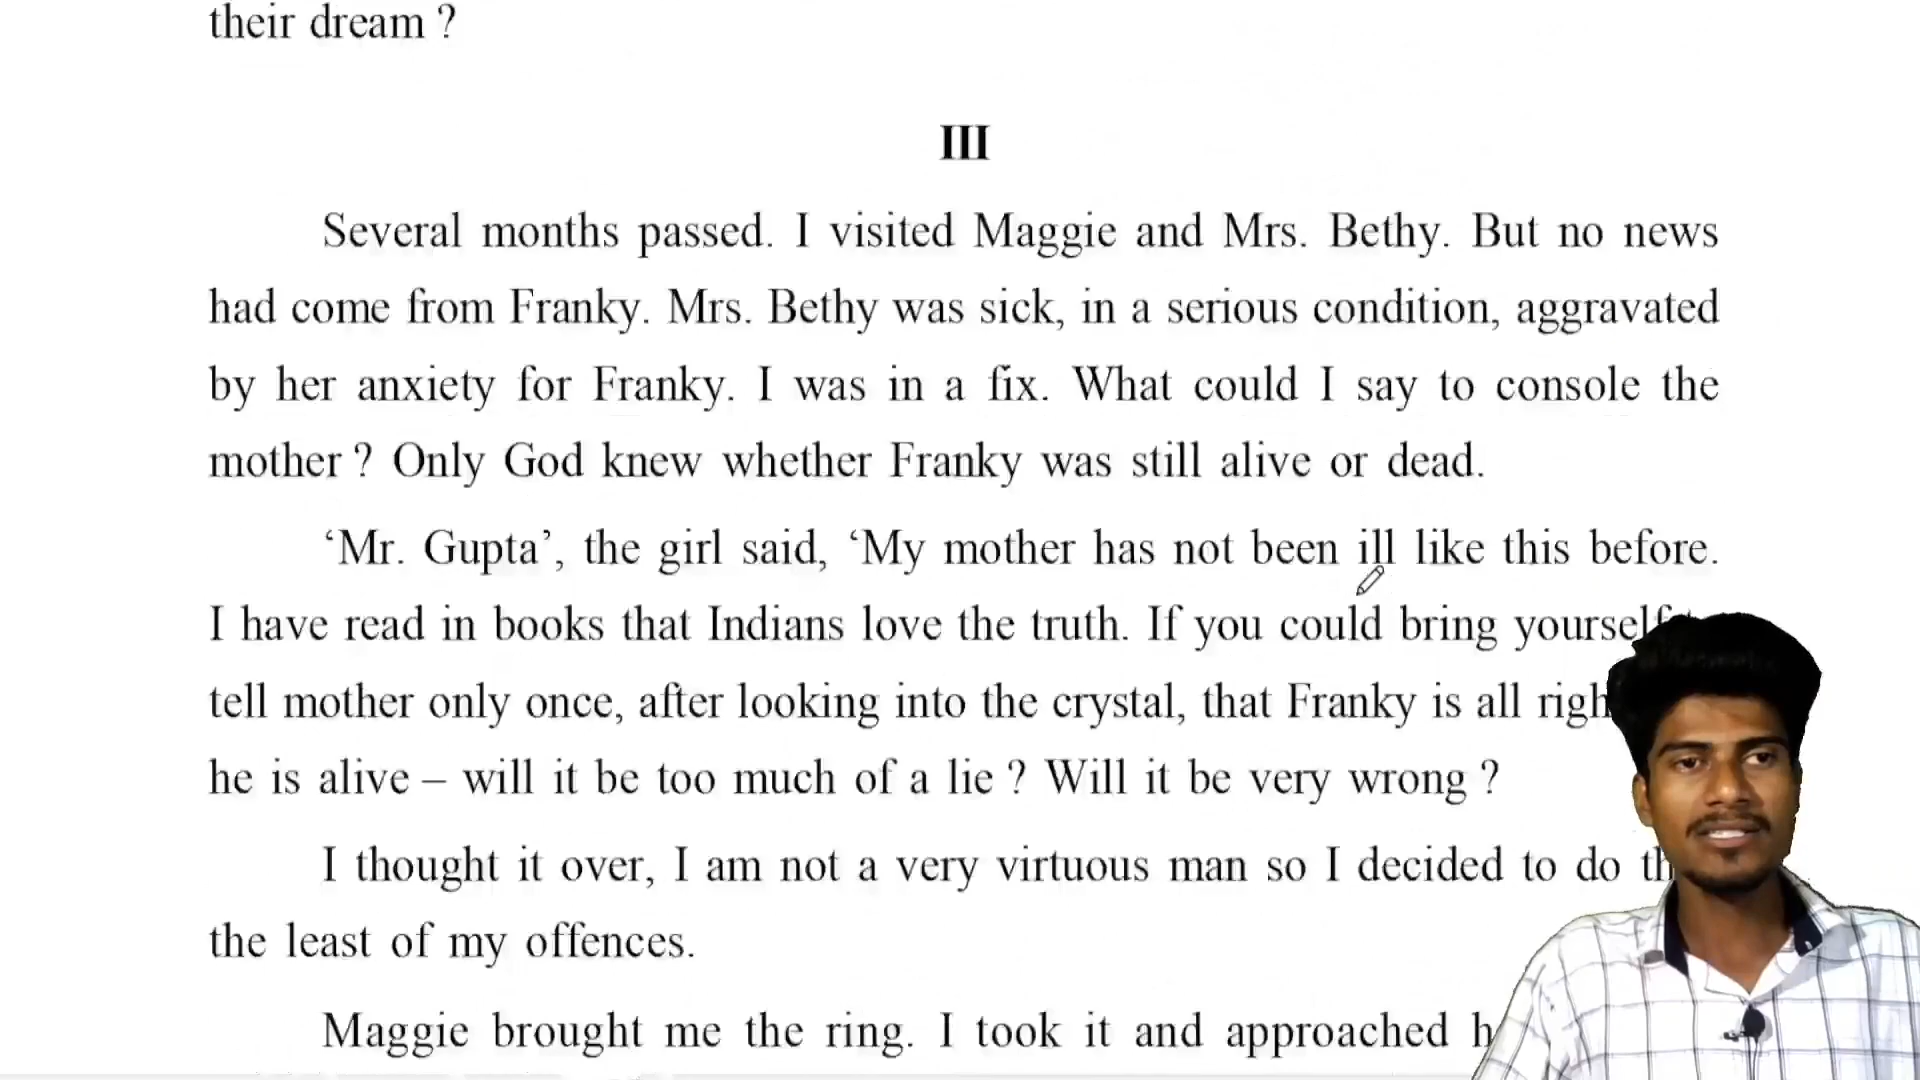 their dream ?
III
Several months passed. I visited Maggie and Mrs. Bethy. But no news
had come from Franky. Mrs. Bethy was sick, in a serious condition, aggravated
by her anxiety for Franky. I was in a fix. What could I say to console the
mother ? Only God knew whether Franky was still alive or dead.
‘Mr. Gupta’, the girl said, ‘My mother has not been ill like this before.
I have read in books that Indians love the truth. If you could bring yourself
tell mother only once, after looking into the crystal, that Franky is all
he is alive – will it be too much of a lie ? Will it be very wrong ?
I thought it over, I am not a very virtuous man so I decided to do
the least of my offences.
Maggie brought me the ring. I took it and approached